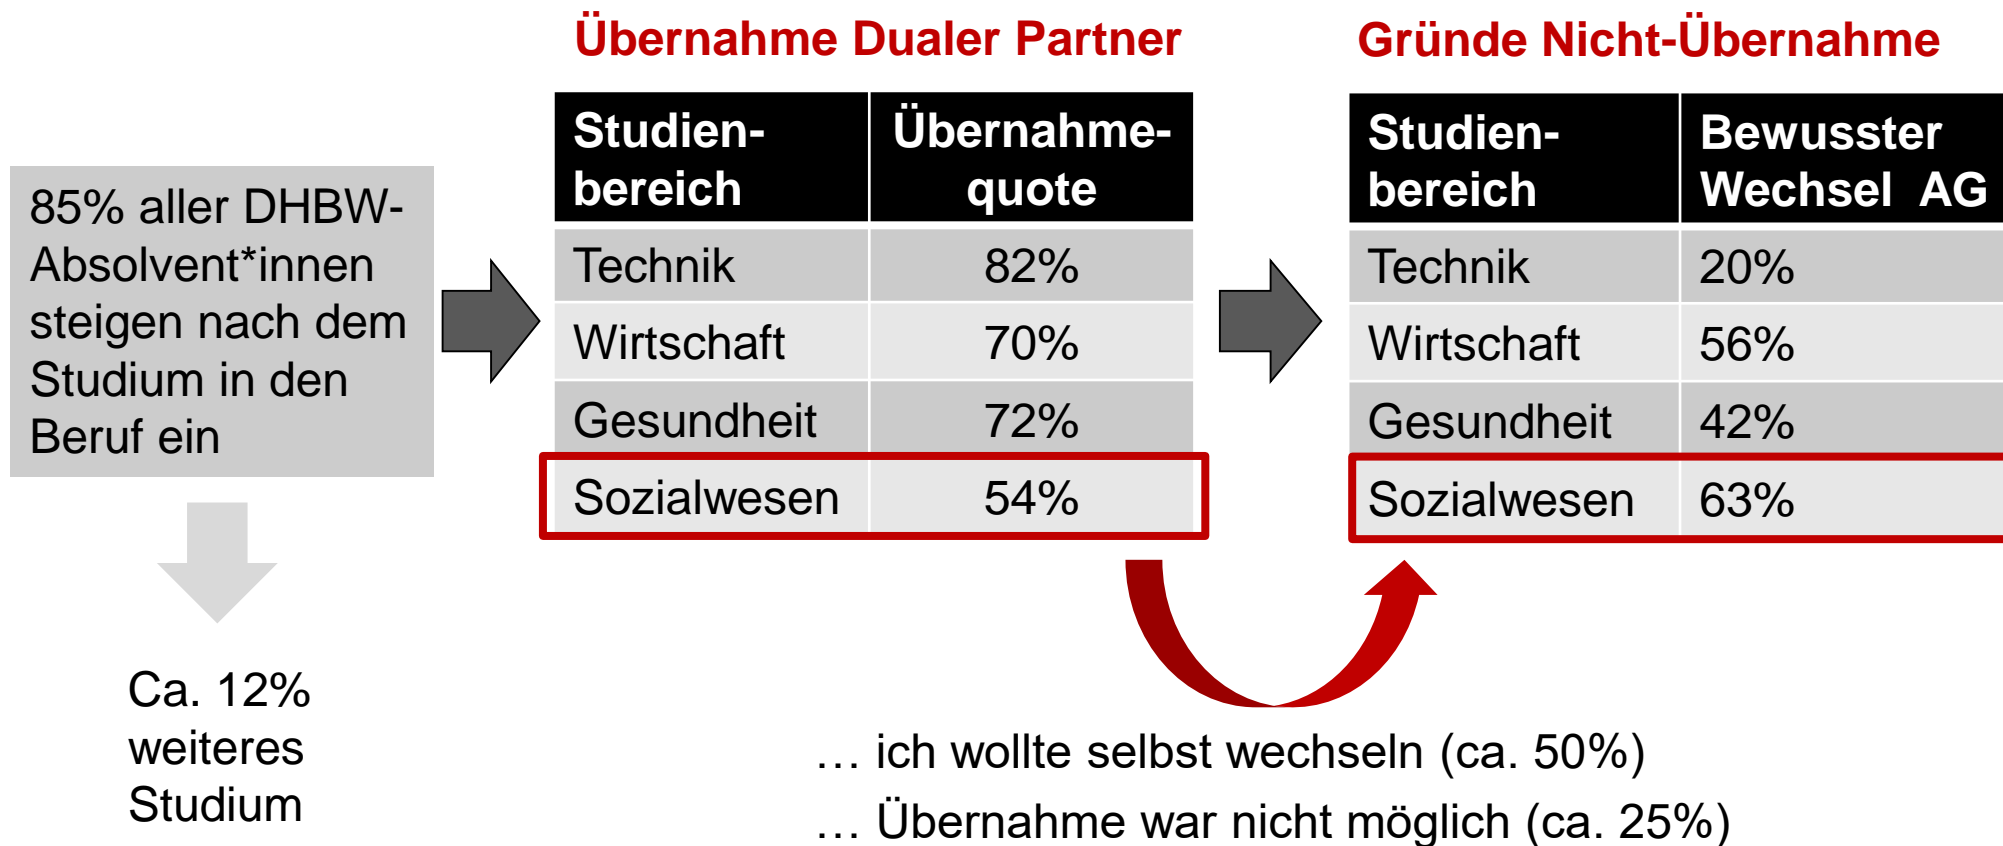 Übernahme Dualer Partner
Gründe Nicht-Übernahme
85% aller DHBW-
Absolvent*innen
steigen nach dem
Studium in den
Beruf ein
Ca. 12%
weiteres
Studium
Studien-
bereich
Übernahme-
quote
Technik 82%
Wirtschaft 70%
Gesundheit 72%
Sozialwesen 54%
Studien-
bereich
Bewusster
Wechsel AG
Technik 20%
Wirtschaft 56%
Gesundheit 42%
Sozialwesen 63%
… ich wollte selbst wechseln (ca. 50%)
… Übernahme war nicht möglich (ca. 25%)